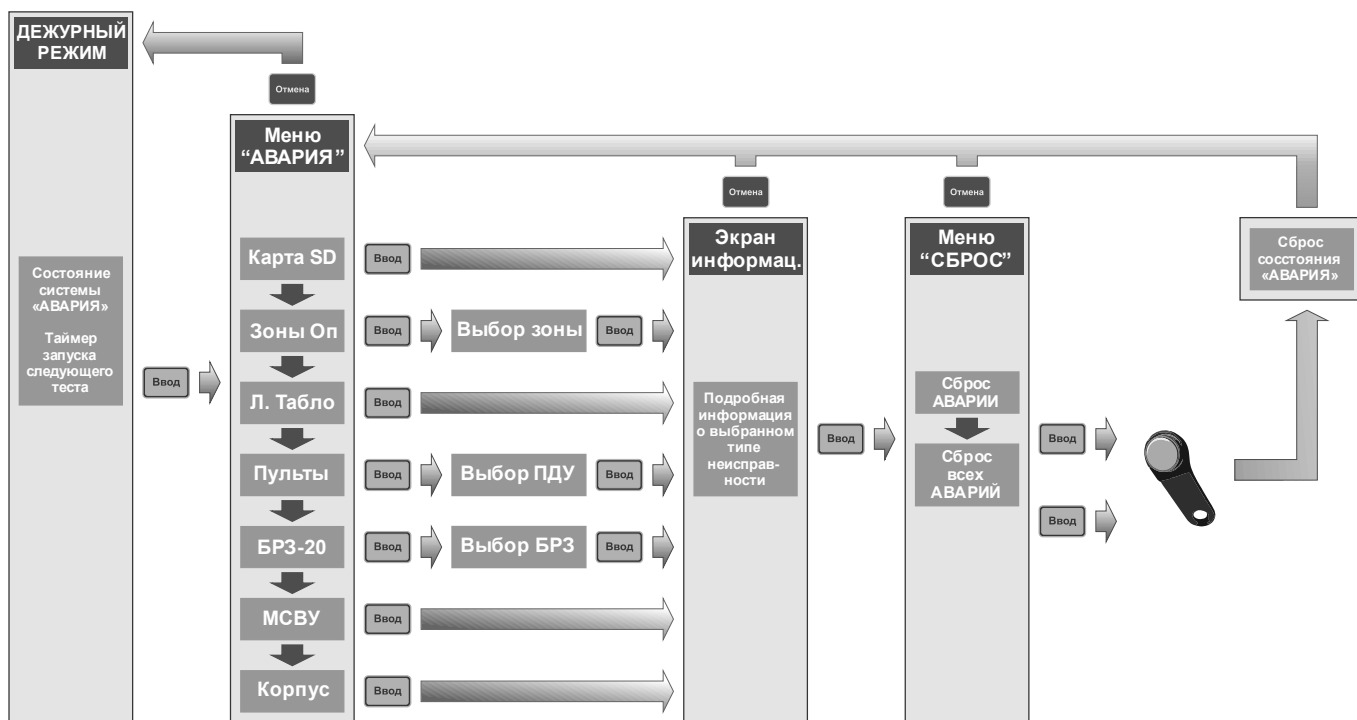 ДЕЖУРНЫЙ
РЕЖИМ
Состояние
системы
«АВАРИЯ»
Таймер
запуска
следующего
теста
Ввод
Отмена
Меню
“АВАРИЯ”
Карта SD
Ввод
Зоны Оп
Ввод
Выбор зоны
Ввод
Л. Табло
Ввод
Пульты
Ввод
Выбор ПДУ
Ввод
БРЗ-20
Ввод
Выбор БРЗ
Ввод
МСВУ
Ввод
Корпус
Ввод
Отмена
Экран
информац.
Подробная
информация
о выбранном
типе
неисправ-
ности
Ввод
Отмена
Меню
“СБРОС”
Сброс
АВАРИИ
Ввод
Сброс
всех
АВАРИЙ
Ввод
Сброс
сосстояния
«АВАРИЯ»